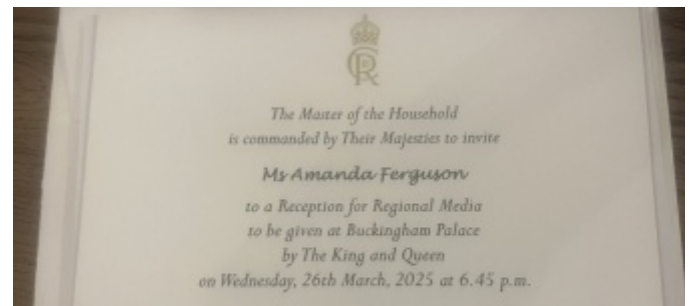 The Master of the Household
is commanded by Their Majesties to invite
Ms Amanda Ferguson
to a Reception for Regional Media
to be given at Buckingham Palace
by The King and Queen
on Wednesday, 26th March, 2025 at 6.45 p.m.